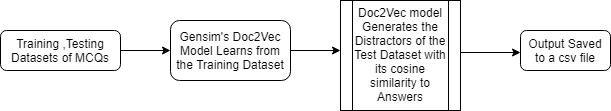 Training ,Testing
Datasets of MCQs
Gensim's Doc2Vec
Model Learns from
the Training Dataset
Doc2Vec model
Generates the
Distractors of the
Test Dataset with
its cosine
similarity to
Answers
Output Saved
to a csv file